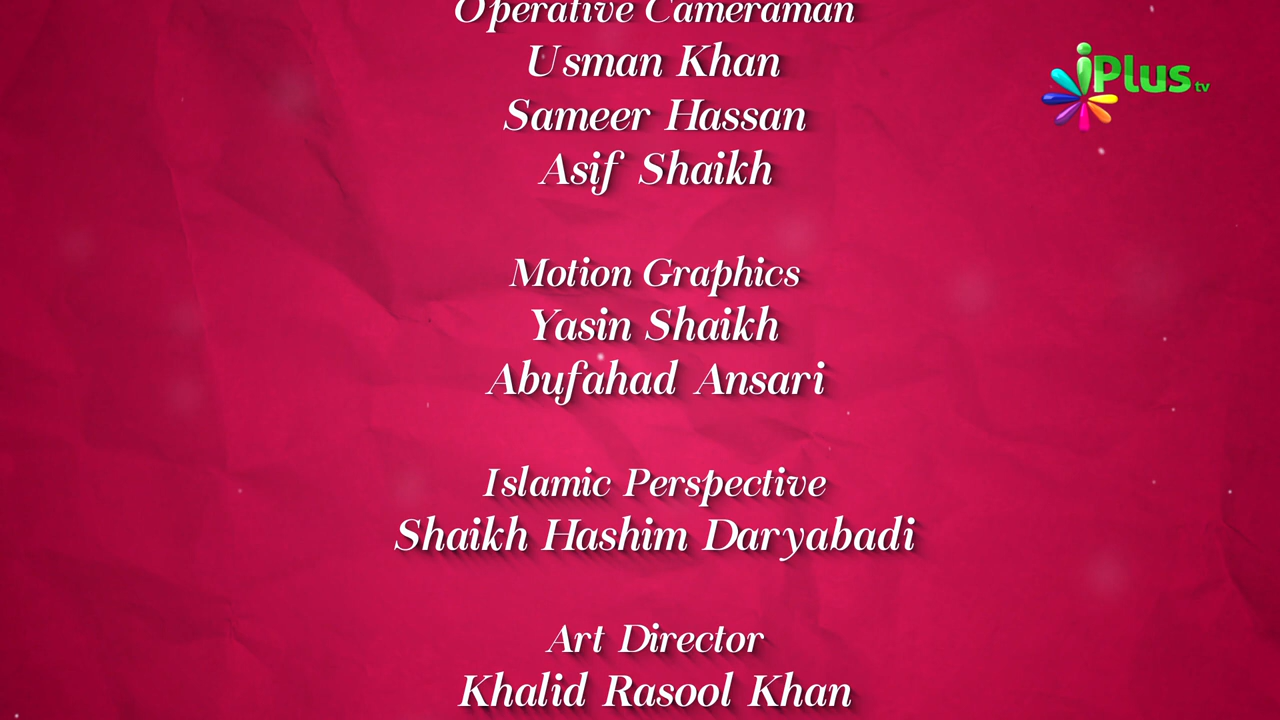 Operative Cameraman
Usman Khan
Sameer Hassan
Asif Shaikh
Motion Graphics
Yasin Shaikh
Abufahad Ansari
Islamic Perspective
Shaikh Hashim Daryabadi
Art Director
Khalid Rasool Khan
iPlus tv